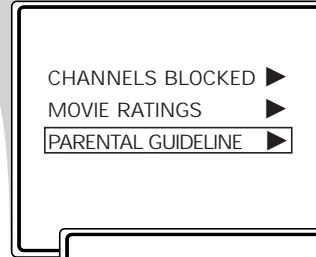 CHANNELS BLOCKED ▶
MOVIE RATINGS ▶
PARENTAL GUIDELINE ▶